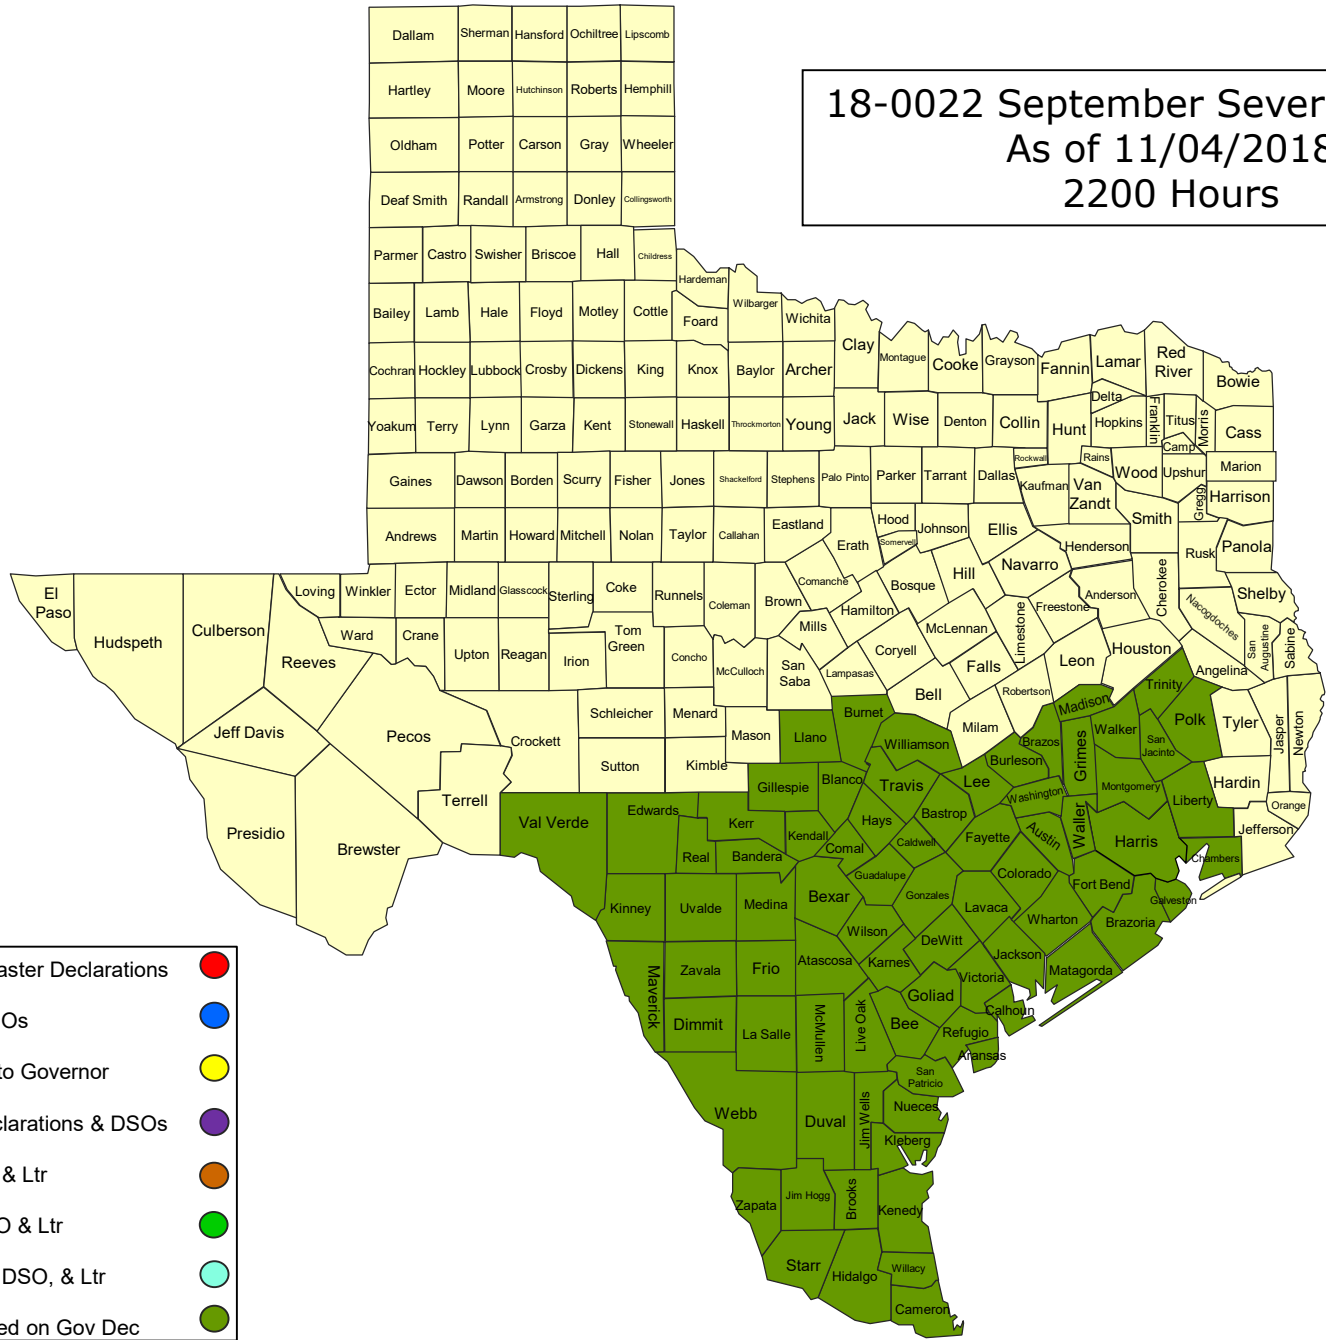 Dallam Sherman Hansford Ochiltree Lipscomb
Hartley Moore Hutchinson Roberts Hemphill
18-0022 September Sever
As of 11/04/2018
2200 Hours
Oldham Potter Carson Gray Wheeler
Deaf Smith Randall Armstrong Donley Collingsworth
Parmer Castro Swisher Briscoe Hall Childress
Hardeman
Bailey Lamb Hale Floyd Motley Cottle Foard Wilbarger Wichita
Clay Montague Cooke Grayson Fannin Lamar Red
River
Bowie
Cochran Hockley Lubbock Crosby Dickens King Knox Baylor Archer
Delta
Yoakum Terry Lynn Garza Kent Stonewall Haskell Throckmorton Young Jack Wise Denton Collin Hunt Hopkins Franklin Titus Morris Cass
Camp
Rockwall Rains
Gaines Dawson Borden Scurry Fisher Jones Shackelford Stephens Palo Pinto Parker Tarrant Dallas Kaufman Van
Zandt
Wood Upshur Marion
Gregg Harrison
Andrews Martin Howard Mitchell Nolan Taylor Callahan Eastland Erath Hood Somervell Johnson Ellis Henderson Smith Rusk Panola
El
Paso
Hudspeth Culberson Reeves Loving Winkler Ector Midland Glasscock Sterling Coke Runnels Coleman Brown Comanche Hamilton Bosque Hill Navarro Freestone Anderson Cherokee Nacogdoches Shelby
Ward Crane Upton Reagan Irion Tom
Green
Concho McCulloch San
Saba
Mills Lampasas Coryell McLennan Limestone Falls Leon Houston Angelina San
Augustine
Sabine
Bell Robertson Milam
Jeff Davis Pecos Crockett Schleicher Menard Mason Llano Burnet Williamson Brazos Madison Walker Trinity Polk San
Jacinto
Tyler Jasper Newton
Sutton Kimble Gillespie Blanco Travis Lee Burleson Grimes Washington Montgomery Liberty Hardin Orange
Presidio Brewster Terrell Val Verde Edwards Kerr Kendall Hays Bastrop Fayette Austin Waller Harris Jefferson
Chambers
Real Bandera Comal Caldwell Guadalupe Gonzales Colorado Fort Bend Galveston
Kinney Uvalde Medina Bexar Wilson Lavaca Wharton Brazoria
DeWitt Jackson Matagorda
Maverick Zavala Frio Atascosa Karnes Goliad Victoria Calhoun
Dimmit La Salle McMullen Live Oak Bee Refugio Aransas
San
Patricio
Webb Duval Jim Wells Nueces
Kleberg
Zapata Jim Hogg Brooks Kenedy
Starr Hidalgo Willacy
Cameron
aster Declarations
Os
to Governor
larations & DSOs
& Ltr
O & Ltr
DSO, & Ltr
ed on Gov Dec